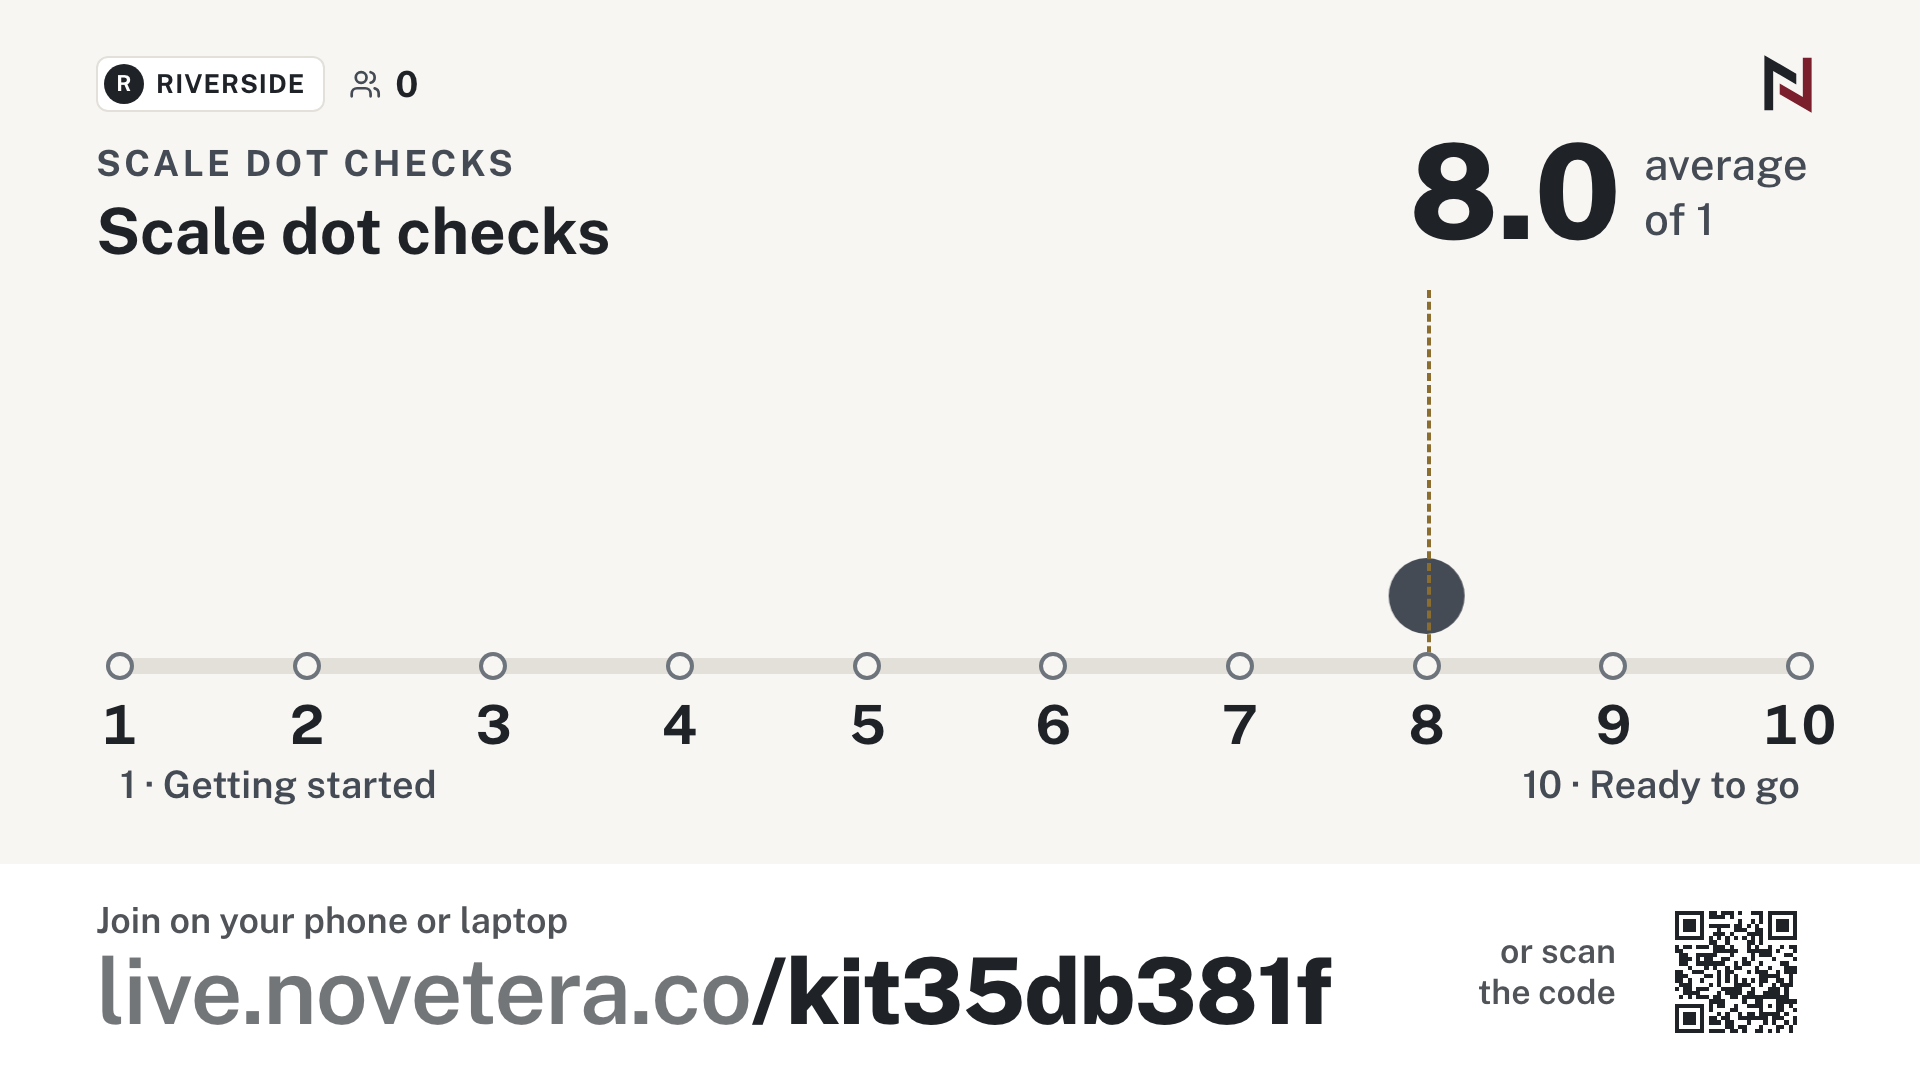 R RIVERSIDE 0
SCALE DOT CHECKS
Scale dot checks
8.0 average
of 1
1 2 3 4 5 6 7 8 9 10
1 · Getting started
10 · Ready to go
Join on your phone or laptop
live.novetera.co/kit35db381f
or scan
the code